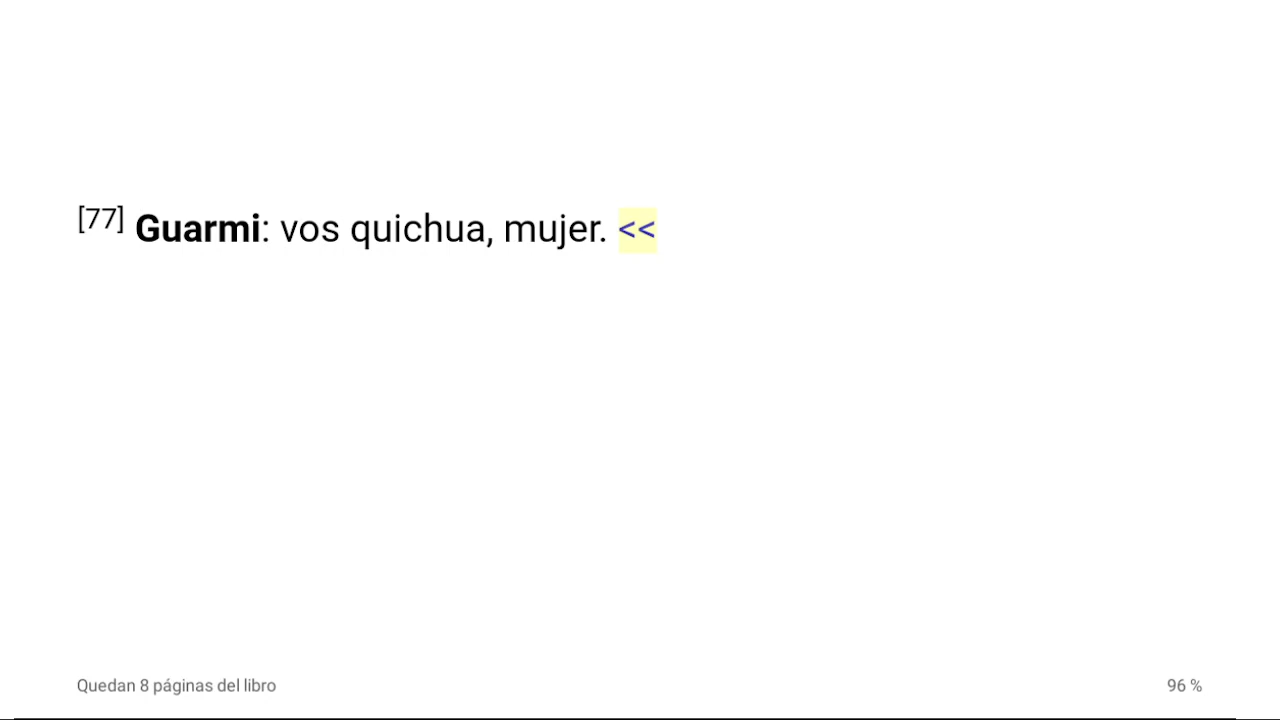 [77] Guarmi: vos quichua, mujer. <<
Quedan 8 páginas del libro
96 %